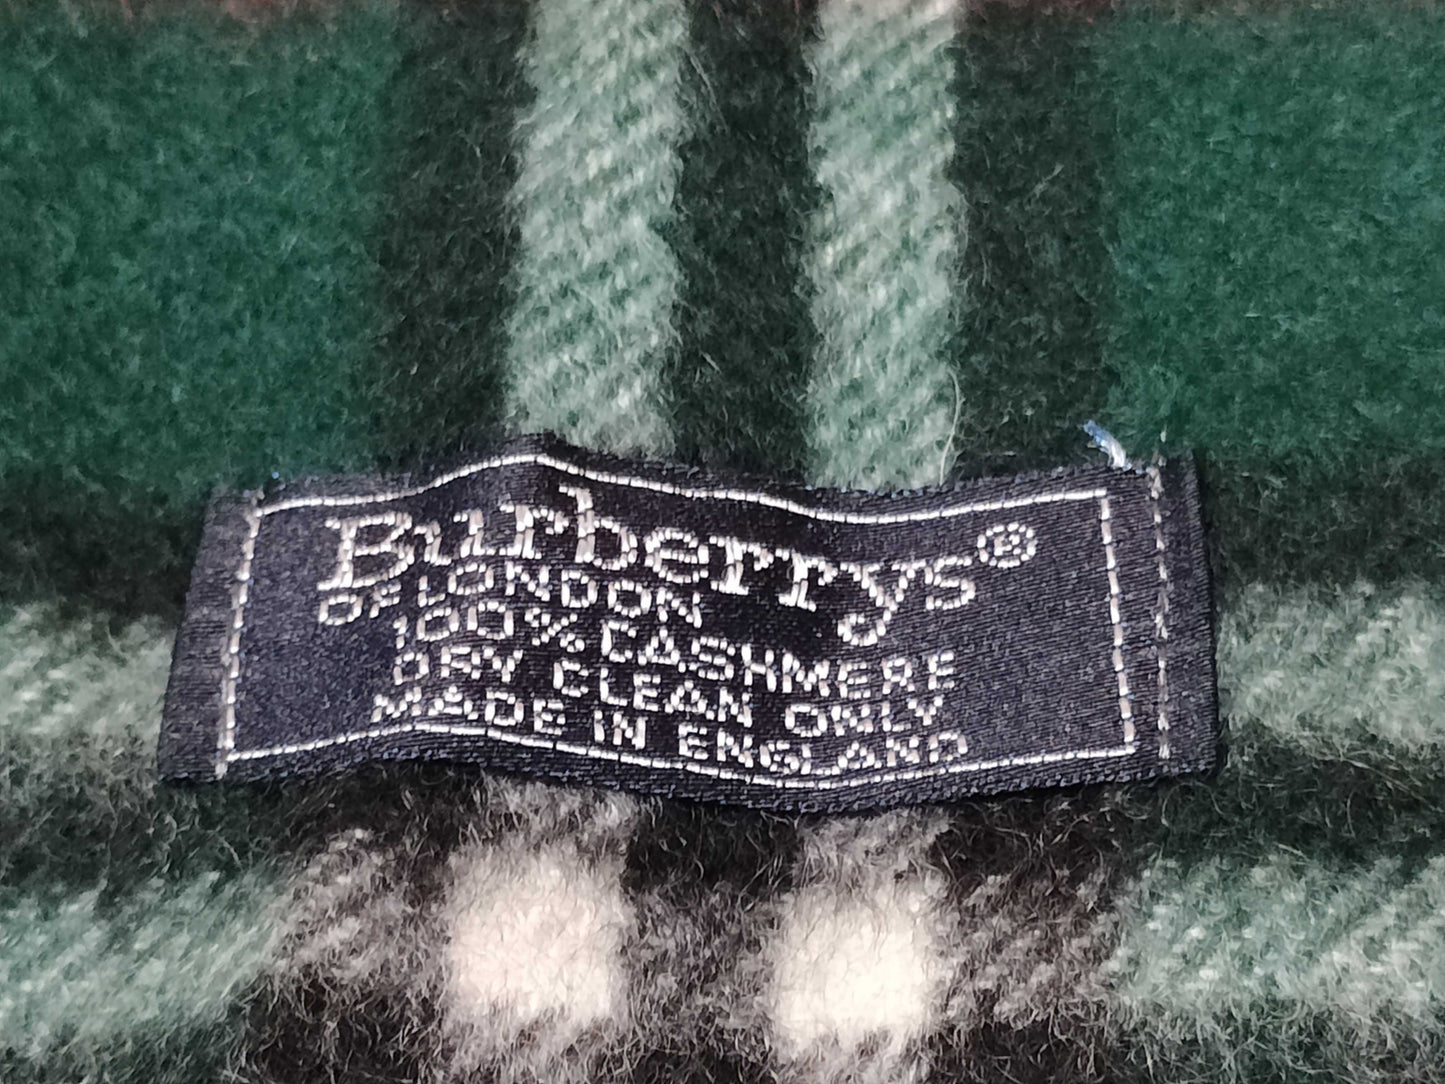 Burberrys®
OF LONDON
100% CASHMERE
DRY CLEAN ONLY
MADE IN ENGLAND